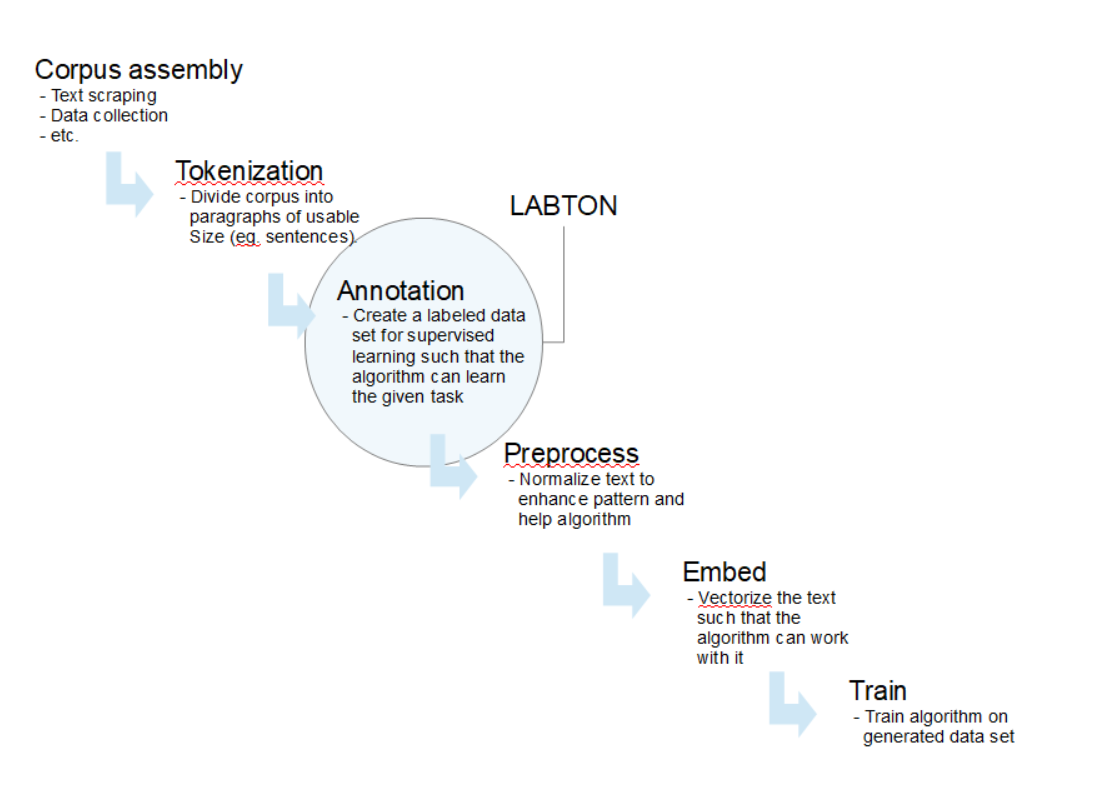 Corpus assembly
- Text scraping
- Data collection
- etc.
Tokenization
- Divide corpus into
paragraphs of usable
Size (eg. sentences).
LABTON
Annotation
- Create a labeled data
set for supervised
learning such that the
algorithm can learn
the given task
Preprocess
- Normalize text to
enhance pattern and
help algorithm
Embed
- Vectorize the text
such that the
algorithm can work
with it
Train
- Train algorithm on
generated data set